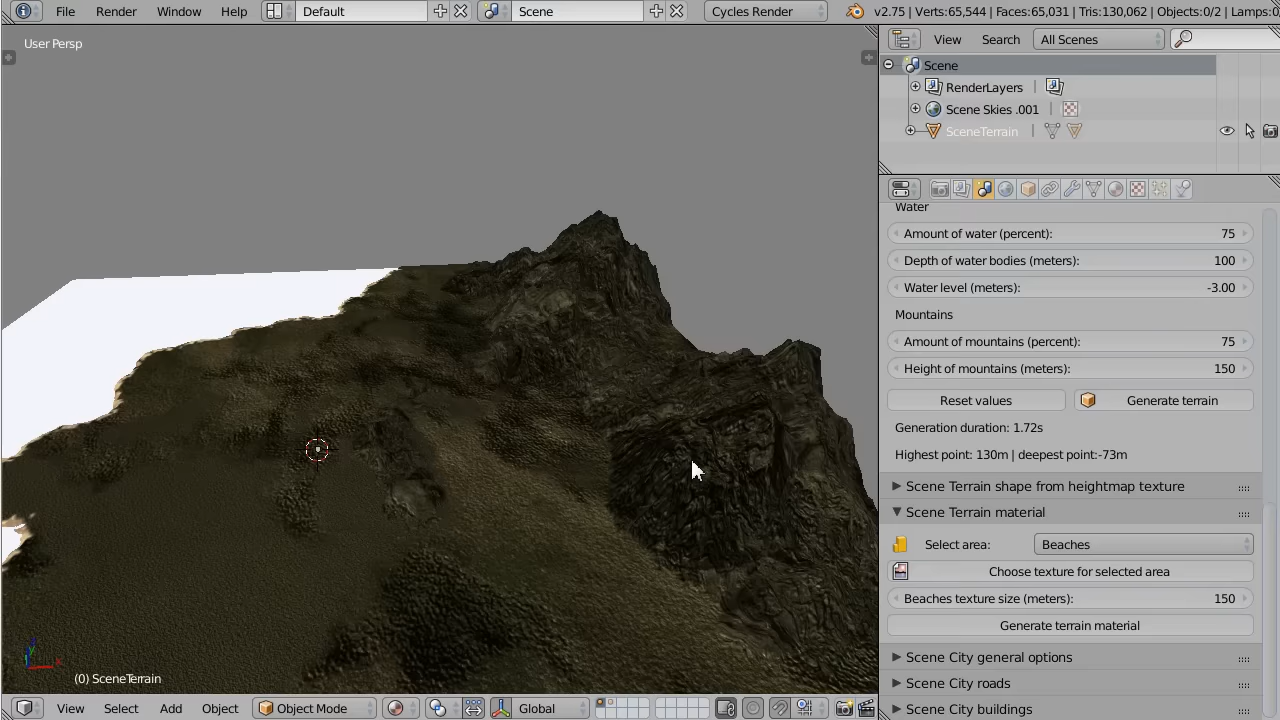 File Render Window Help Default Scene Cycles Render v2.75 | Verts:65,544 | Faces:65,031 | Tris:130,062 | Objects:0/2 | Lamps:0
User Persp
View Search All Scenes
Scene
RenderLayers
Scene Skies .001
SceneTerrain
Water
Amount of water (percent): 75
Depth of water bodies (meters): 100
Water level (meters): -3.00
Mountains
Amount of mountains (percent): 75
Height of mountains (meters): 150
Reset values Generate terrain
Generation duration: 1.72s
Highest point: 130m | deepest point:-73m
Scene Terrain shape from heightmap texture
Scene Terrain material
Select area: Beaches
Choose texture for selected area
Beaches texture size (meters): 150
Generate terrain material
Scene City general options
Scene City roads
Scene City buildings
y x
(0) SceneTerrain
View Select Add Object Object Mode Global